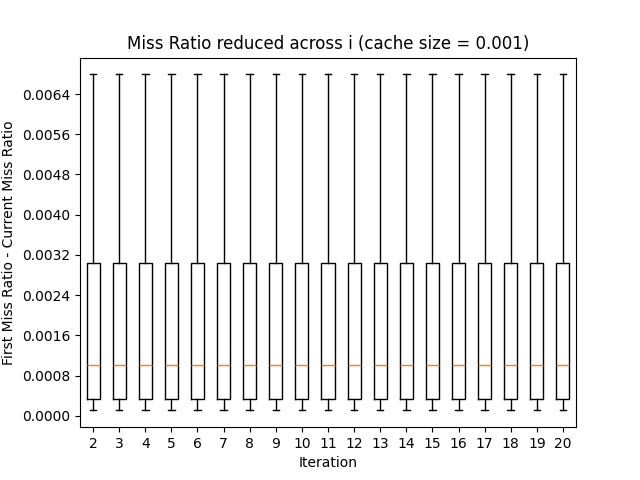 Miss Ratio reduced across i (cache size = 0.001)
First Miss Ratio - Current Miss Ratio
0.0064
0.0056
0.0048
0.0040
0.0032
0.0024
0.0016
0.0008
0.0000
2 3 4 5 6 7 8 9 10 11 12 13 14 15 16 17 18 19 20
Iteration